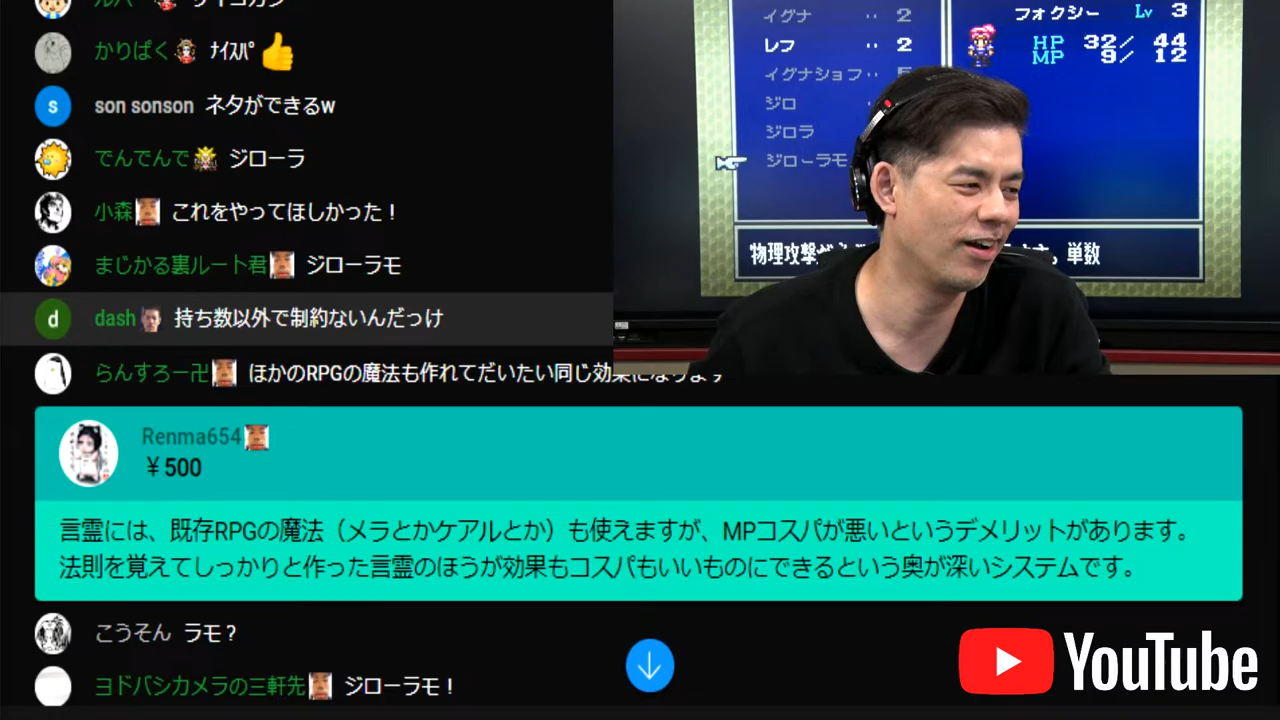 かりぱく ﾅｲｽﾊﾟ
son sonson ネタができるw
でんでんで ジローラ
小森 これをやってほしかった！
まじかる裏ルート君 ジローラモ
d
dash 持ち数以外で制約ないんだっけ
s
らんすろー卍 ほかのRPGの魔法も作れてだいたい同じ効果になります
Renma654
￥500
言霊には、既存RPGの魔法（メラとかケアルとか）も使えますが、MPコスパが悪いというデメリットがあります。
法則を覚えてしっかりと作った言霊のほうが効果もコスパもいいものにできるという奥が深いシステムです。
こうそん ラモ？
ヨドバシカメラの三軒先 ジローラモ！
イグナ ‥ 2
レフ ‥ 2
イグナショフ‥
ジロ
ジロラ
ジローラモ
フォクシー Lv 3
HP 32/ 44
MP 9/ 12
物理攻撃が
単数
YouTube